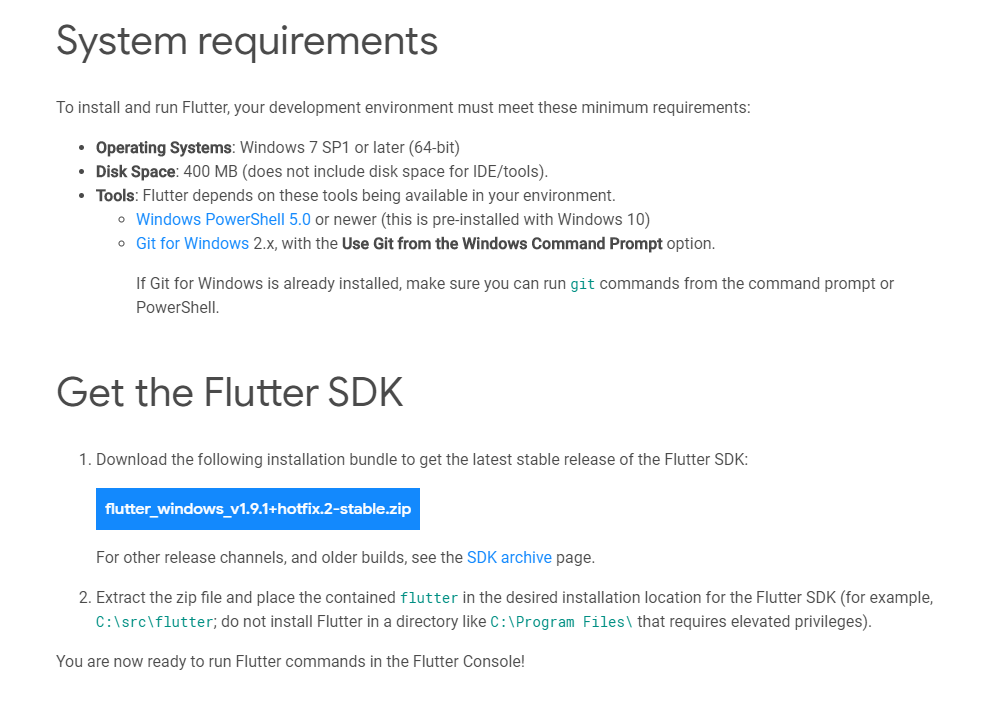 System requirements
To install and run Flutter, your development environment must meet these minimum requirements:
• Operating Systems: Windows 7 SP1 or later (64-bit)
• Disk Space: 400 MB (does not include disk space for IDE/tools).
• Tools: Flutter depends on these tools being available in your environment.
◦ Windows PowerShell 5.0 or newer (this is pre-installed with Windows 10)
◦ Git for Windows 2.x, with the Use Git from the Windows Command Prompt option.
If Git for Windows is already installed, make sure you can run git commands from the command prompt or
PowerShell.
Get the Flutter SDK
1. Download the following installation bundle to get the latest stable release of the Flutter SDK:
flutter_windows_v1.9.1+hotfix.2-stable.zip
For other release channels, and older builds, see the SDK archive page.
2. Extract the zip file and place the contained flutter in the desired installation location for the Flutter SDK (for example,
C:\src\flutter; do not install Flutter in a directory like C:\Program Files\ that requires elevated privileges).
You are now ready to run Flutter commands in the Flutter Console!